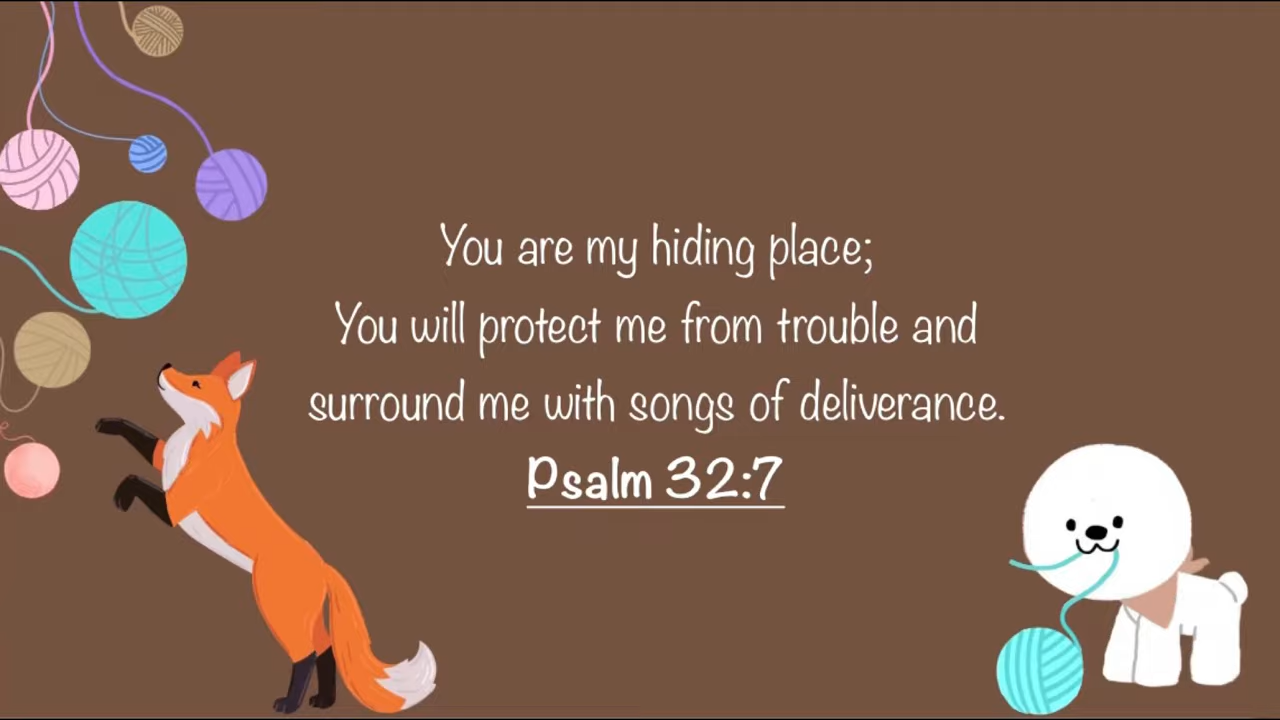 You are my hiding place;
You will protect me from trouble and
surround me with songs of deliverance.
Psalm 32:7